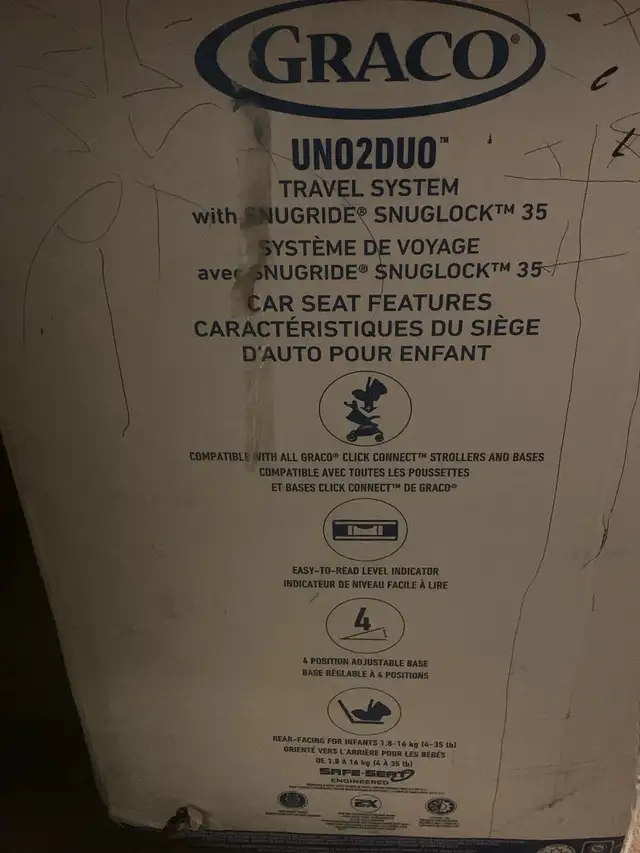 GRACO®
UNO2DUO™
TRAVEL SYSTEM
with SNUGRIDE® SNUGLOCK™ 35
SYSTÈME DE VOYAGE
avec SNUGRIDE® SNUGLOCK™ 35
CAR SEAT FEATURES
CARACTÉRISTIQUES DU SIÈGE
D'AUTO POUR ENFANT
COMPATIBLE WITH ALL GRACO® CLICK CONNECT™ STROLLERS AND BASES
COMPATIBLE AVEC TOUTES LES POUSSETTES
ET BASES CLICK CONNECT™ DE GRACO®
EASY-TO-READ LEVEL INDICATOR
INDICATEUR DE NIVEAU FACILE À LIRE
4
4 POSITION ADJUSTABLE BASE
BASE RÉGLABLE À 4 POSITIONS
REAR-FACING FOR INFANTS 1.8-16 kg (4-35 lb)
ORIENTÉ VERS L'ARRIÈRE POUR LES BÉBÉS
DE 1.8 À 16 kg (4 À 35 lb)
SAFE-SEAT
ENGINEERED
2X